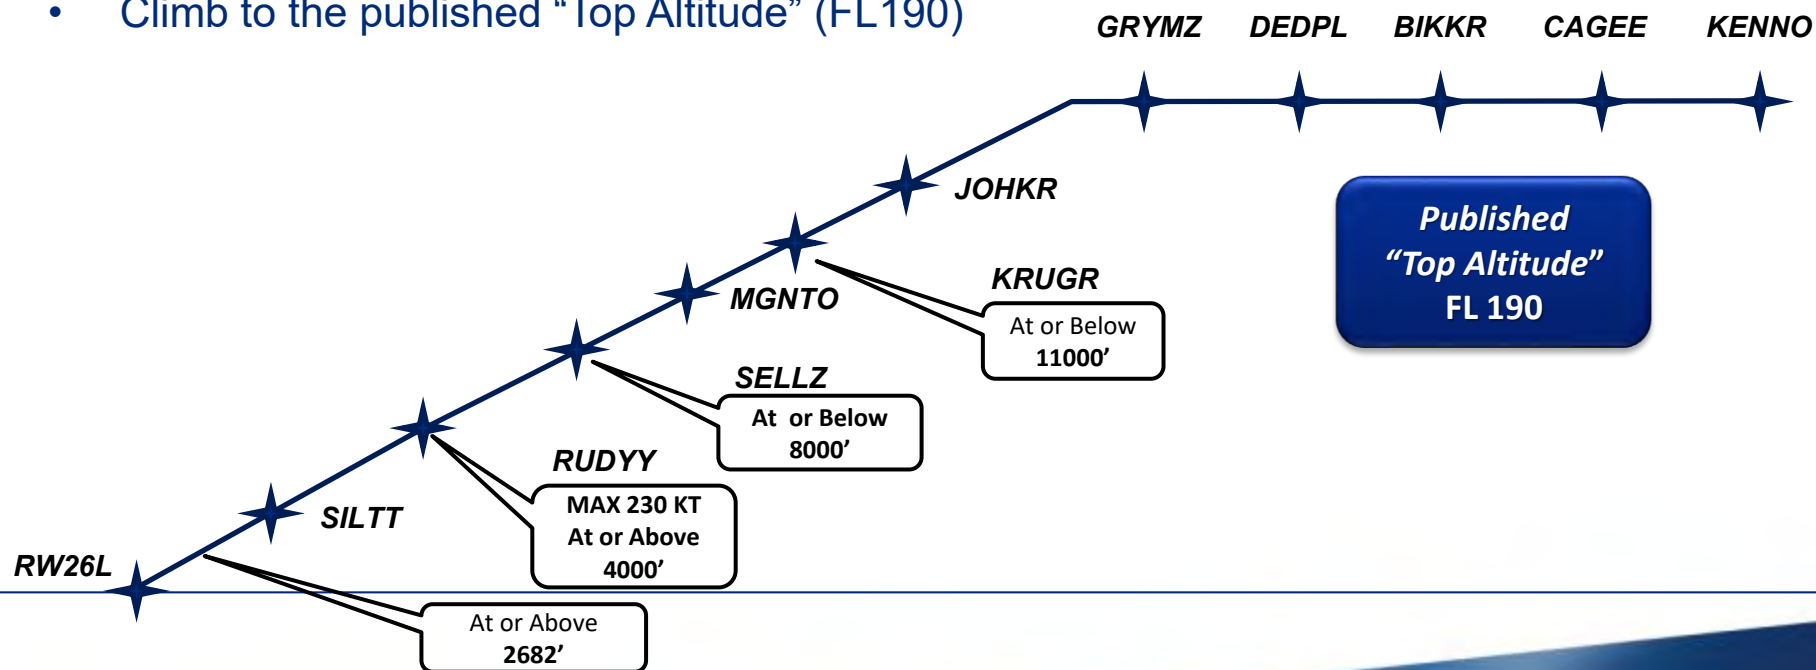 • Climb to the published “Top Altitude” (FL190)
GRYMZ DEDPL BIKKR CAGEE KENNO
JOHKR
Published
“Top Altitude”
FL 190
KRUGR
At or Below
11000’
MGNTO
SELLZ
At or Below
8000’
RUDYY
MAX 230 KT
At or Above
4000’
SILTT
RW26L
At or Above
2682’